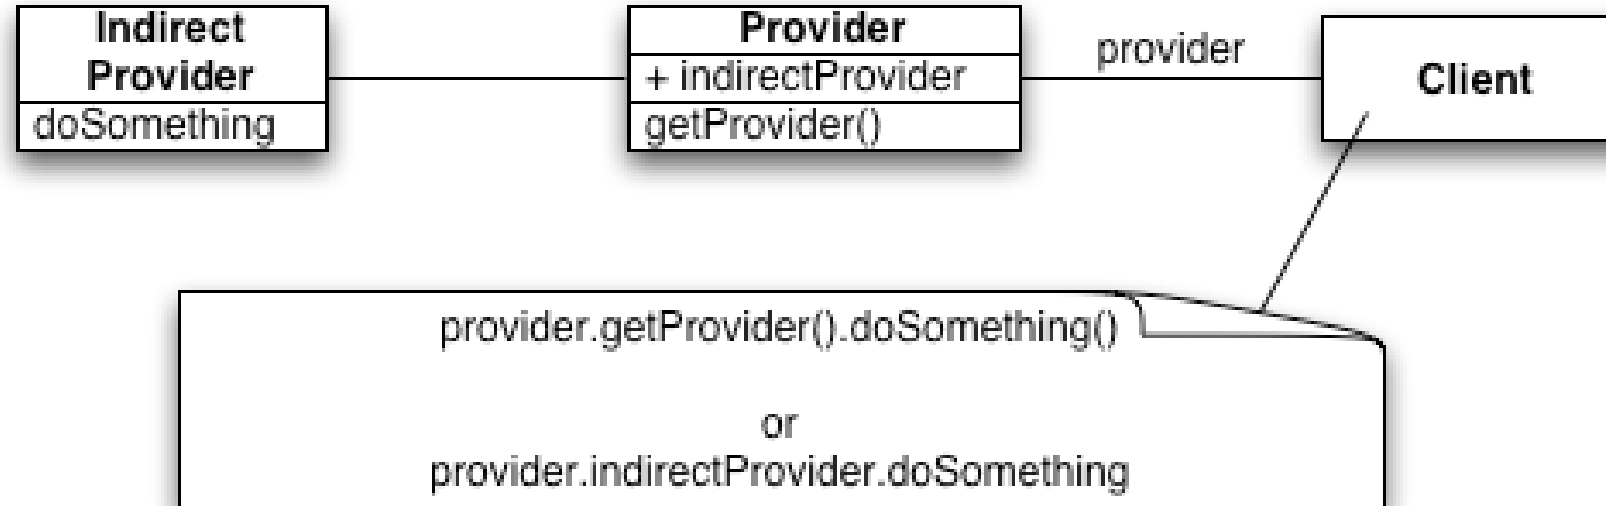 Indirect
Provider
doSomething
Provider
+ indirectProvider
getProvider()
provider
Client
provider.getProvider().doSomething()
or
provider.indirectProvider.doSomething